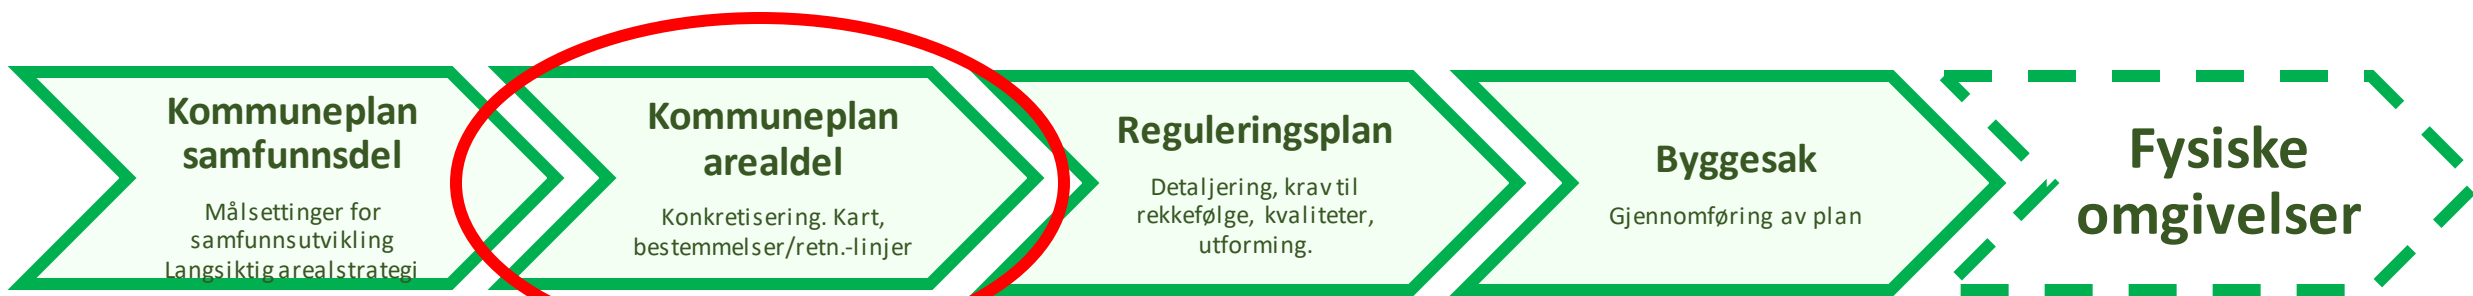 Kommuneplan
samfunnsdel
Målsettinger for
samfunnsutvikling
Langsiktig arealstrategi
Kommuneplan
arealdel
Konkretisering. Kart,
bestemmelser/retn.-linjer
Reguleringsplan
Detaljering, krav til
rekkefølge, kvaliteter,
utforming.
Byggesak
Gjennomføring av plan
Fysiske
omgivelser